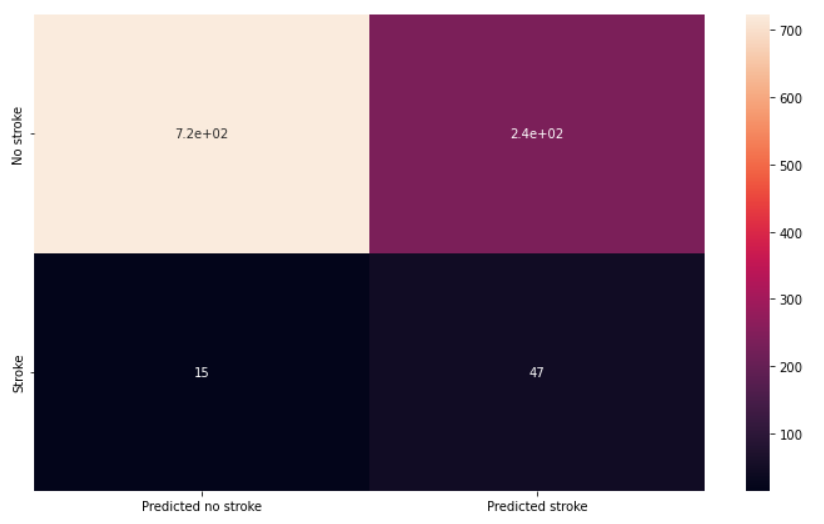 No stroke
7.2e+02
2.4e+02
Stroke
15
47
Predicted no stroke
Predicted stroke
700
600
500
400
300
200
100